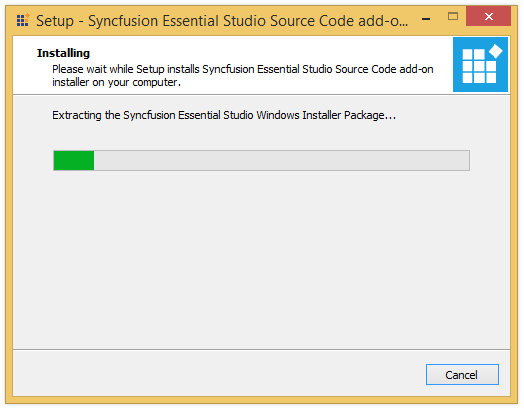 Setup - Syncfusion Essential Studio Source Code add-o...
Installing
Please wait while Setup installs Syncfusion Essential Studio Source Code add-on
installer on your computer.
Extracting the Syncfusion Essential Studio Windows Installer Package...
Cancel